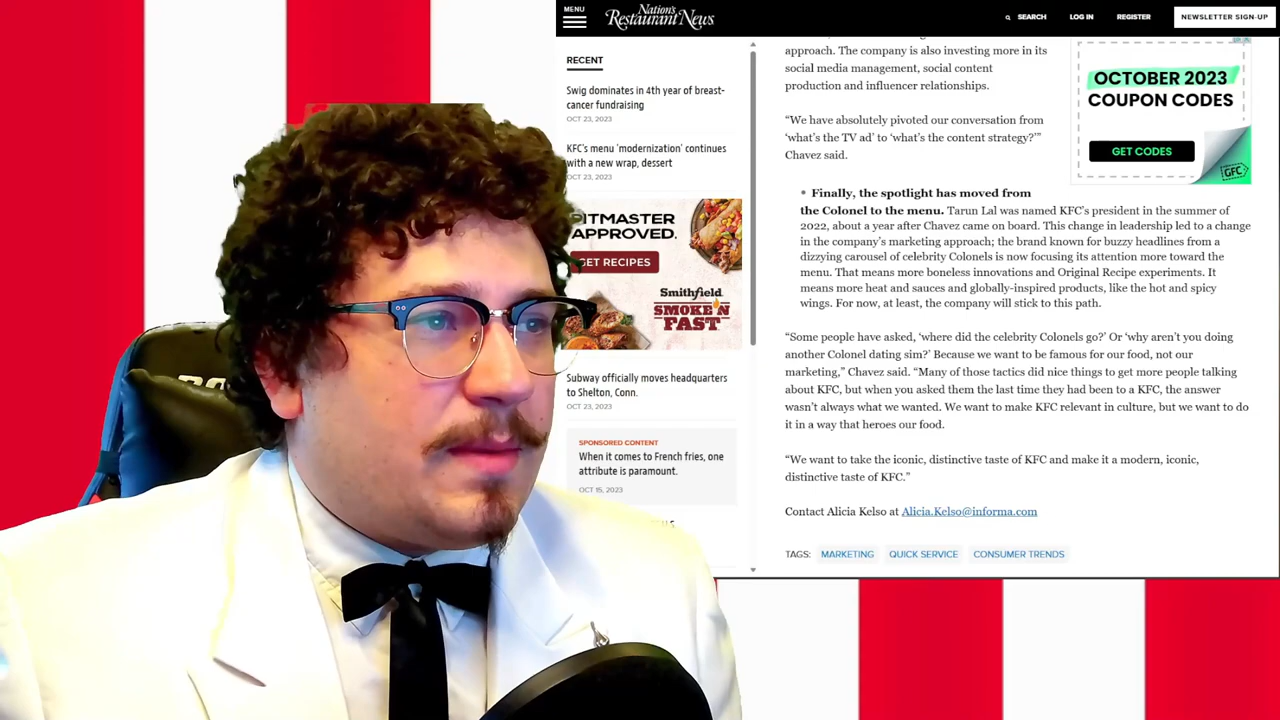 MENU
Nation's
Restaurant News
SEARCH
LOG IN
REGISTER
NEWSLETTER SIGN-UP
RECENT
Swig dominates in 4th year of breast-
cancer fundraising
OCT 23, 2023
KFC's menu 'modernization' continues
with a new wrap, dessert
OCT 23, 2023
PITMASTER
APPROVED.
GET RECIPES
Smithfield
SMOKE'N
FAST
Subway officially moves headquarters
to Shelton, Conn.
OCT 23, 2023
SPONSORED CONTENT
When it comes to French fries, one
attribute is paramount.
OCT 15, 2023
approach. The company is also investing more in its
social media management, social content
production and influencer relationships.
“We have absolutely pivoted our conversation from
‘what’s the TV ad’ to ‘what’s the content strategy?’”
Chavez said.
• Finally, the spotlight has moved from
the Colonel to the menu. Tarun Lal was named KFC’s president in the summer of
2022, about a year after Chavez came on board. This change in leadership led to a change
in the company’s marketing approach; the brand known for buzzy headlines from a
dizzying carousel of celebrity Colonels is now focusing its attention more toward the
menu. That means more boneless innovations and Original Recipe experiments. It
means more heat and sauces and globally-inspired products, like the hot and spicy
wings. For now, at least, the company will stick to this path.
“Some people have asked, ‘where did the celebrity Colonels go?’ Or ‘why aren’t you doing
another Colonel dating sim?’ Because we want to be famous for our food, not our
marketing,” Chavez said. “Many of those tactics did nice things to get more people talking
about KFC, but when you asked them the last time they had been to a KFC, the answer
wasn’t always what we wanted. We want to make KFC relevant in culture, but we want to do
it in a way that heroes our food.
“We want to take the iconic, distinctive taste of KFC and make it a modern, iconic,
distinctive taste of KFC.”
Contact Alicia Kelso at Alicia.Kelso@informa.com
TAGS: MARKETING QUICK SERVICE CONSUMER TRENDS
OCTOBER 2023
COUPON CODES
GET CODES
GFC